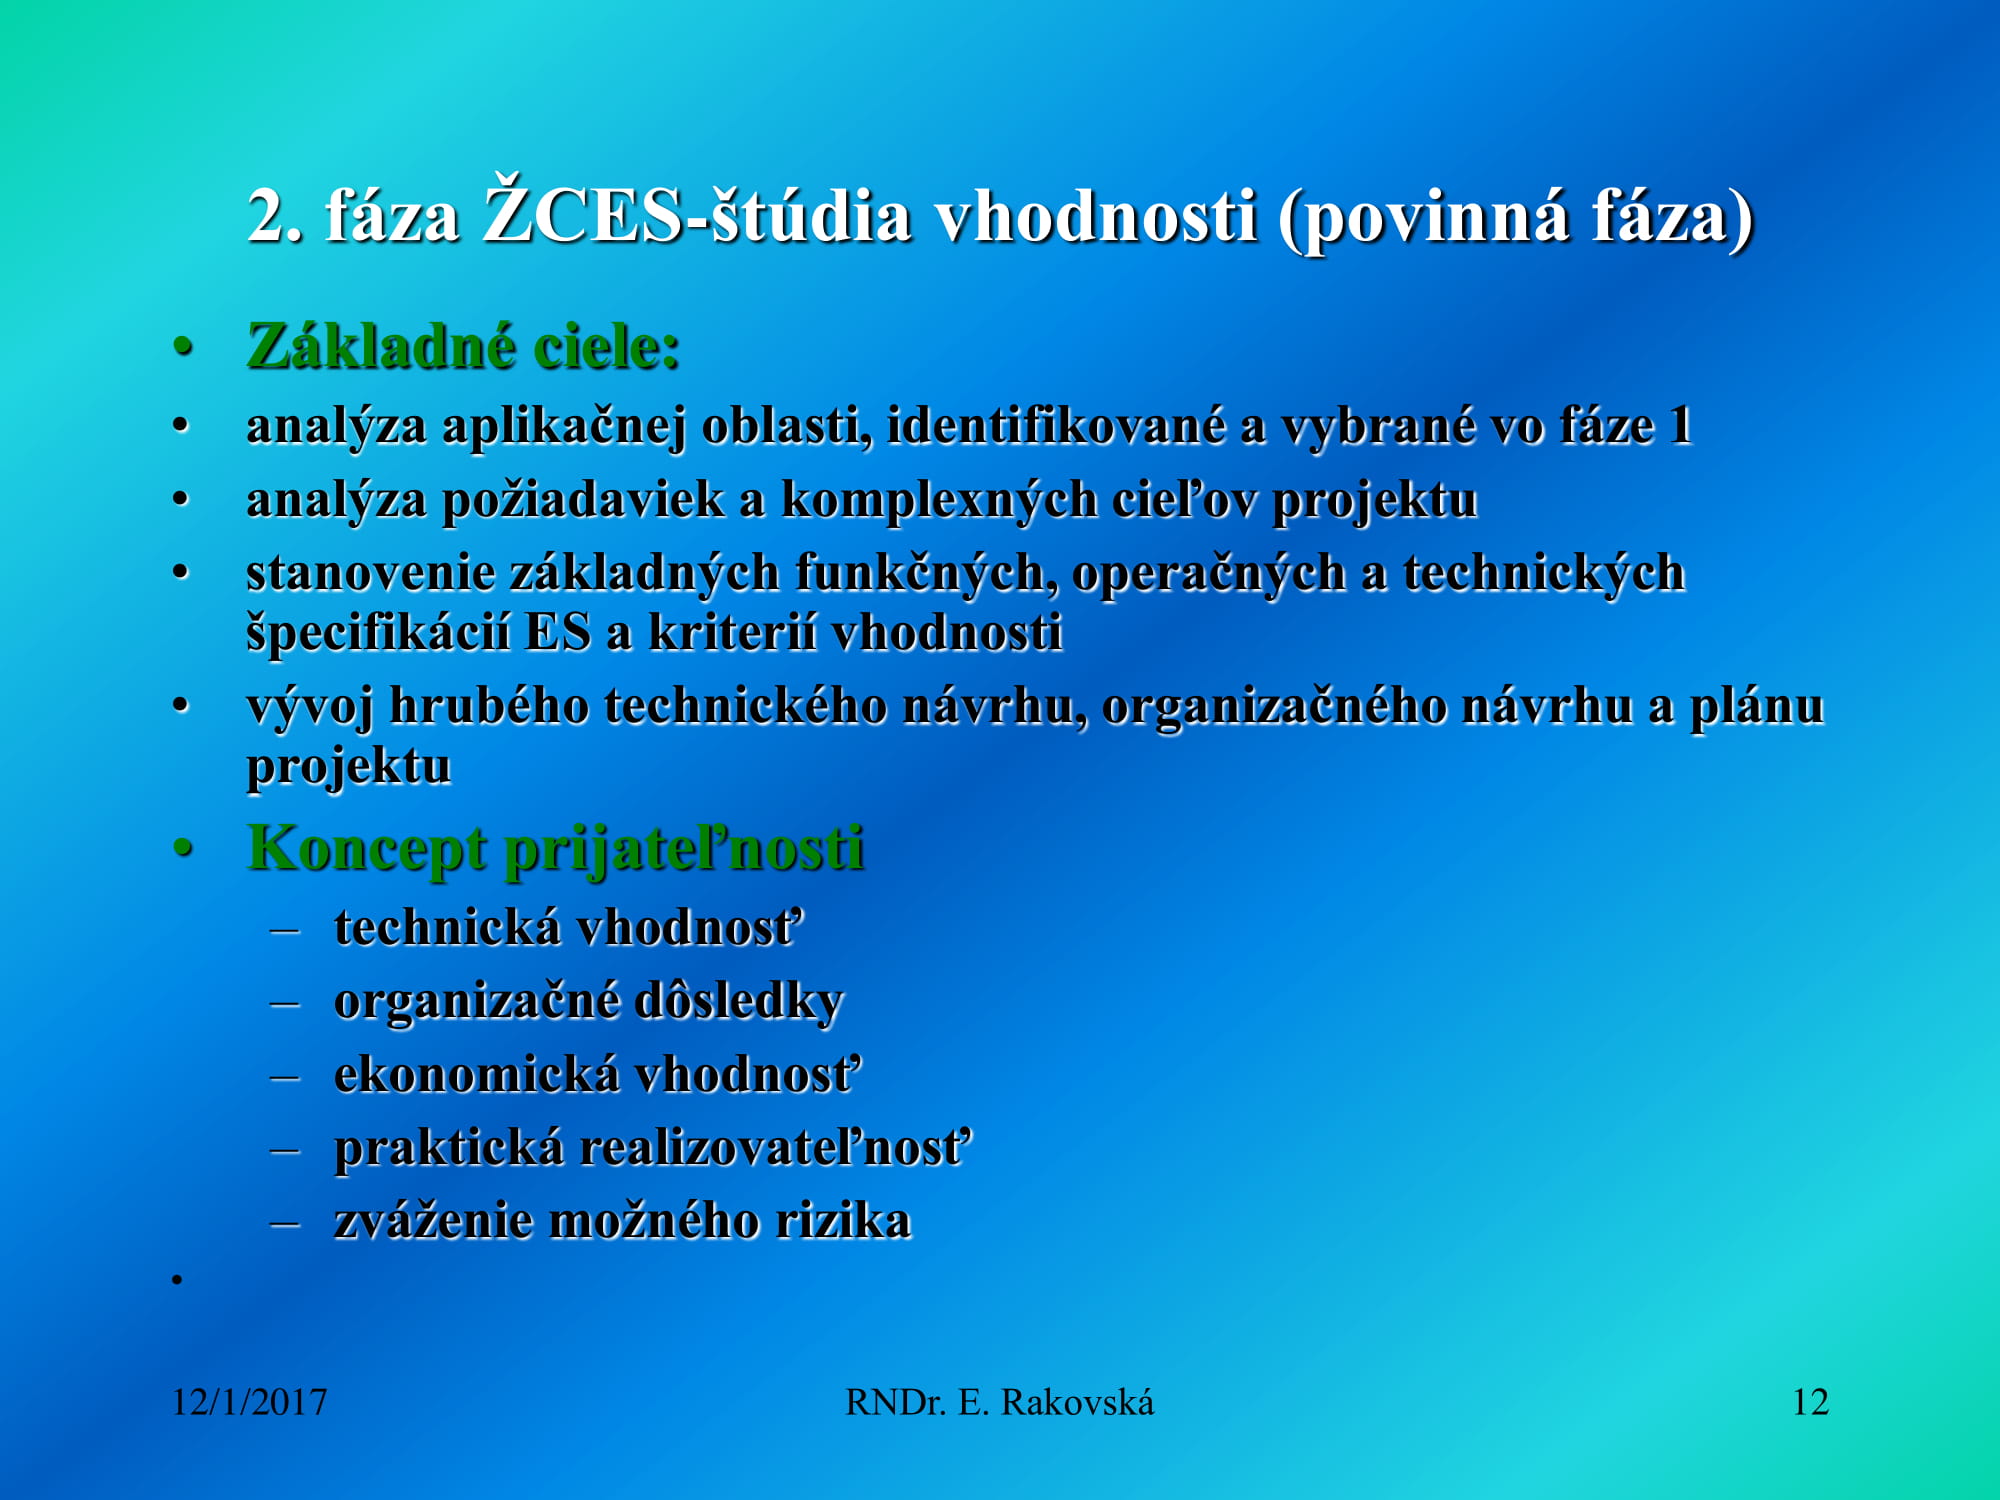 2. fáza ŽCES-štúdia vhodnosti (povinná fáza)
• Základné ciele:
• analýza aplikačnej oblasti, identifikované a vybrané vo fáze 1
• analýza požiadaviek a komplexných cieľov projektu
• stanovenie základných funkčných, operačných a technických
špecifikácií ES a kriterií vhodnosti
• vývoj hrubého technického návrhu, organizačného návrhu a plánu
projektu
• Koncept prijateľnosti
– technická vhodnosť
– organizačné dôsledky
– ekonomická vhodnosť
– praktická realizovateľnosť
– zváženie možného rizika
•
12/1/2017 RNDr. E. Rakovská 12